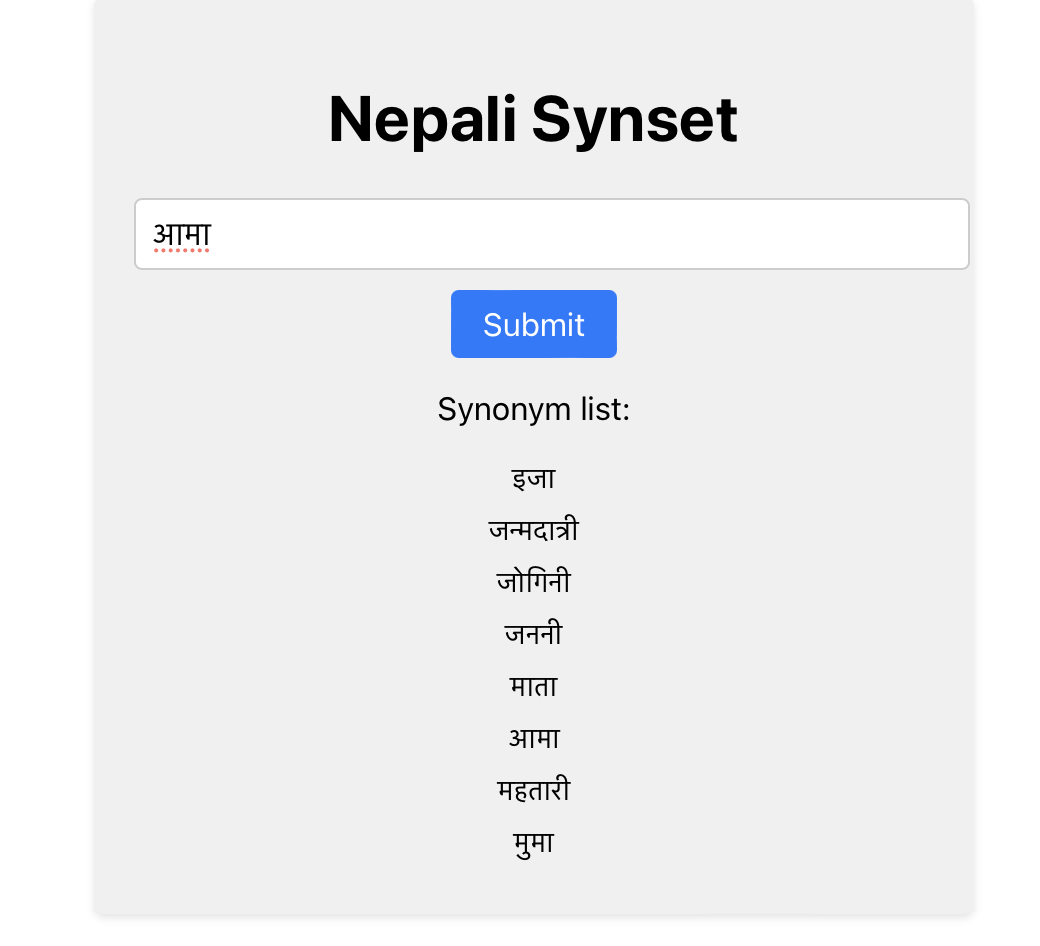 Nepali Synset
आमा
Submit
Synonym list:
इजा
जन्मदात्री
जोगिनी
जननी
माता
आमा
महतारी
मुमा